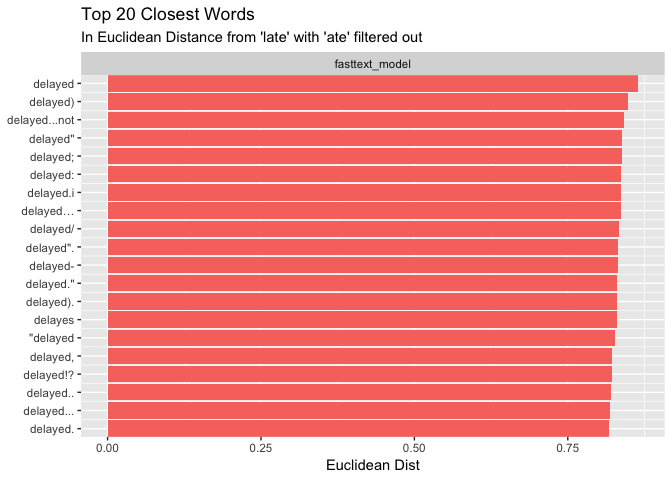 Top 20 Closest Words
In Euclidean Distance from 'late' with 'ate' filtered out
fasttext_model
delayed
delayed)
delayed...not
delayed"
delayed;
delayed:
delayed.i
delayed…
delayed/
delayed".
delayed-
delayed."
delayed).
delayes
"delayed
delayed,
delayed!?
delayed..
delayed...
delayed.
0.00 0.25 0.50 0.75
Euclidean Dist